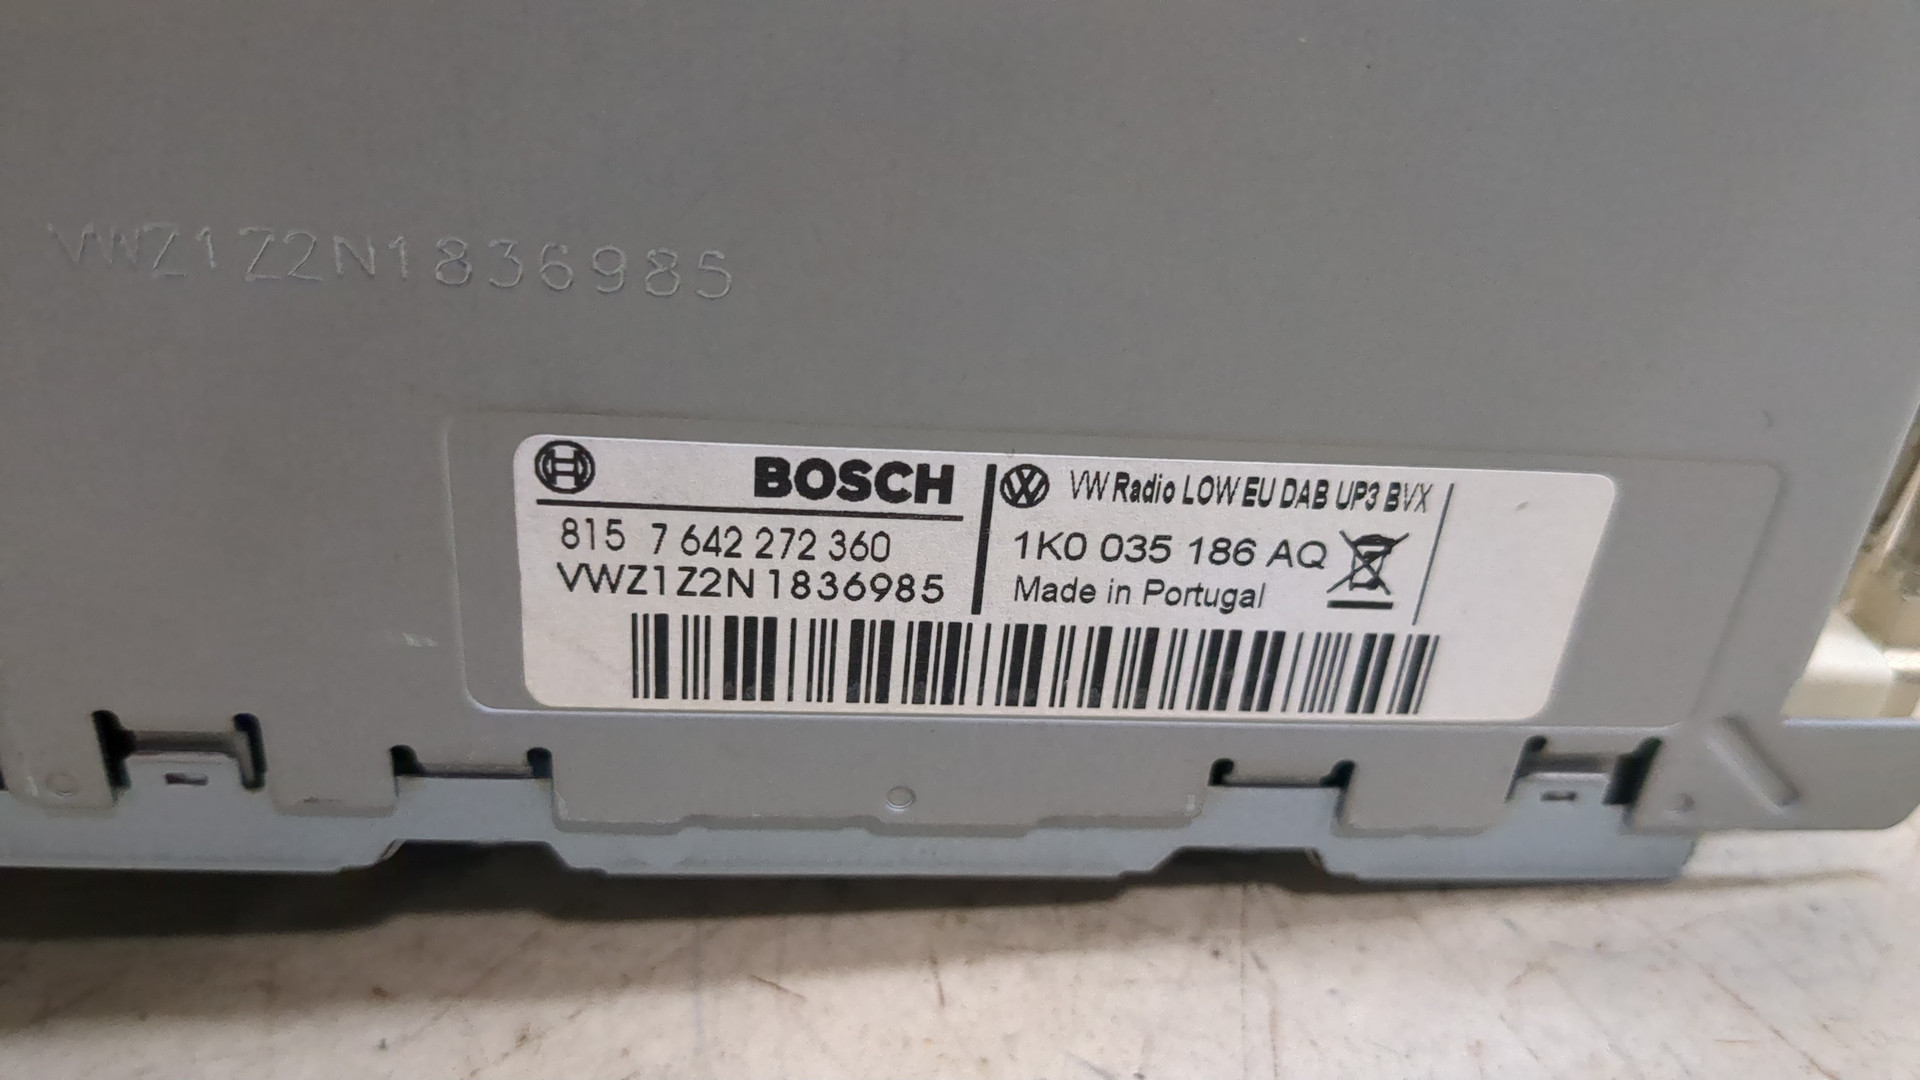 VWZ1Z2N1836985
BOSCH
815 7 642 272 360
VWZ1Z2N1836985
VW Radio LOW EU DAB UP3 BVX
1K0 035 186 AQ
Made in Portugal